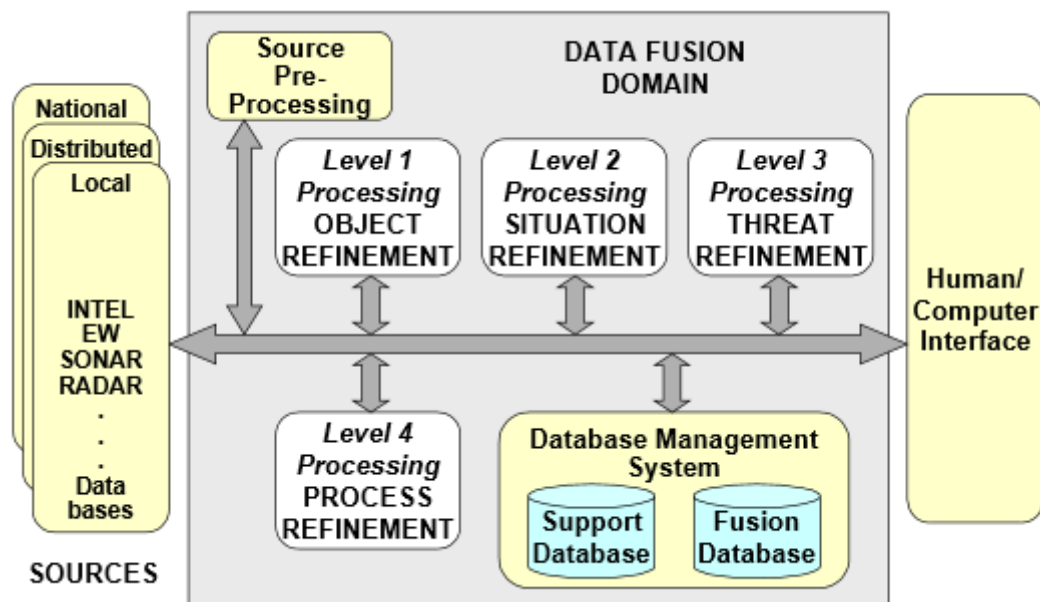 Source
Pre-
Processing
DATA FUSION
DOMAIN
National
Distributed
Local
INTEL
EW
SONAR
RADAR
.
.
.
Data
bases
SOURCES
Level 1
Processing
OBJECT
REFINEMENT
Level 2
Processing
SITUATION
REFINEMENT
Level 3
Processing
THREAT
REFINEMENT
Human/
Computer
Interface
Level 4
Processing
PROCESS
REFINEMENT
Database Management
System
Support
Database
Fusion
Database